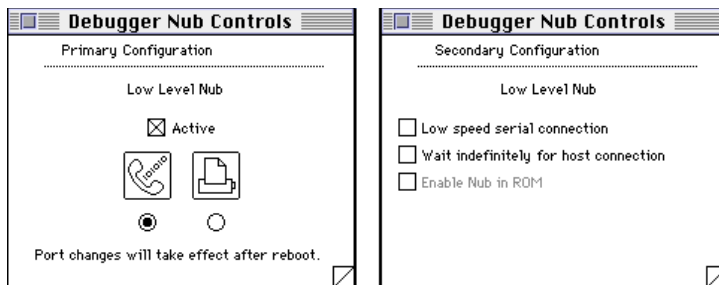 Debugger Nub Controls
Primary Configuration
Low Level Nub
Active
Port changes will take effect after reboot.
Debugger Nub Controls
Secondary Configuration
Low Level Nub
Low speed serial connection
Wait indefinitely for host connection
Enable Nub in ROM